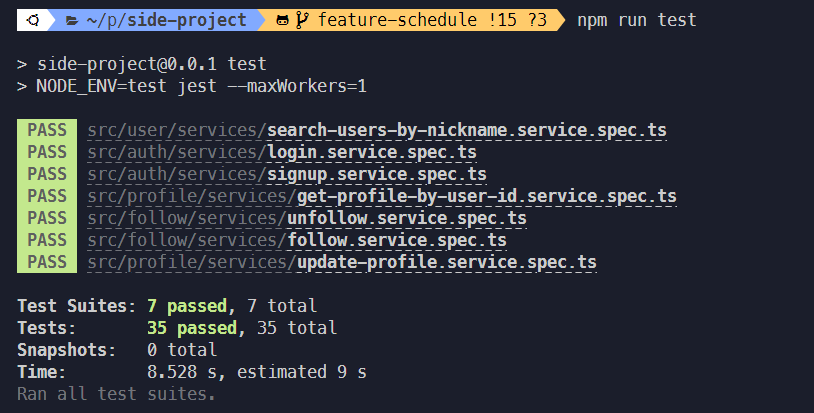 ~/p/side-project feature-schedule !15 ?3 npm run test
> side-project@0.0.1 test
> NODE_ENV=test jest --maxWorkers=1
PASS src/user/services/search-users-by-nickname.service.spec.ts
PASS src/auth/services/login.service.spec.ts
PASS src/auth/services/signup.service.spec.ts
PASS src/profile/services/get-profile-by-user-id.service.spec.ts
PASS src/follow/services/unfollow.service.spec.ts
PASS src/follow/services/follow.service.spec.ts
PASS src/profile/services/update-profile.service.spec.ts
Test Suites: 7 passed, 7 total
Tests: 35 passed, 35 total
Snapshots: 0 total
Time: 8.528 s, estimated 9 s
Ran all test suites.